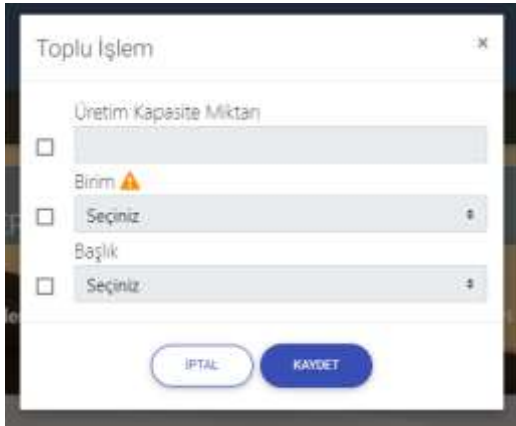 Toplu İşlem
×
Üretim Kapasite Miktarı
Birim
Seçiniz
Başlık
Seçiniz
İPTAL
KAYDET